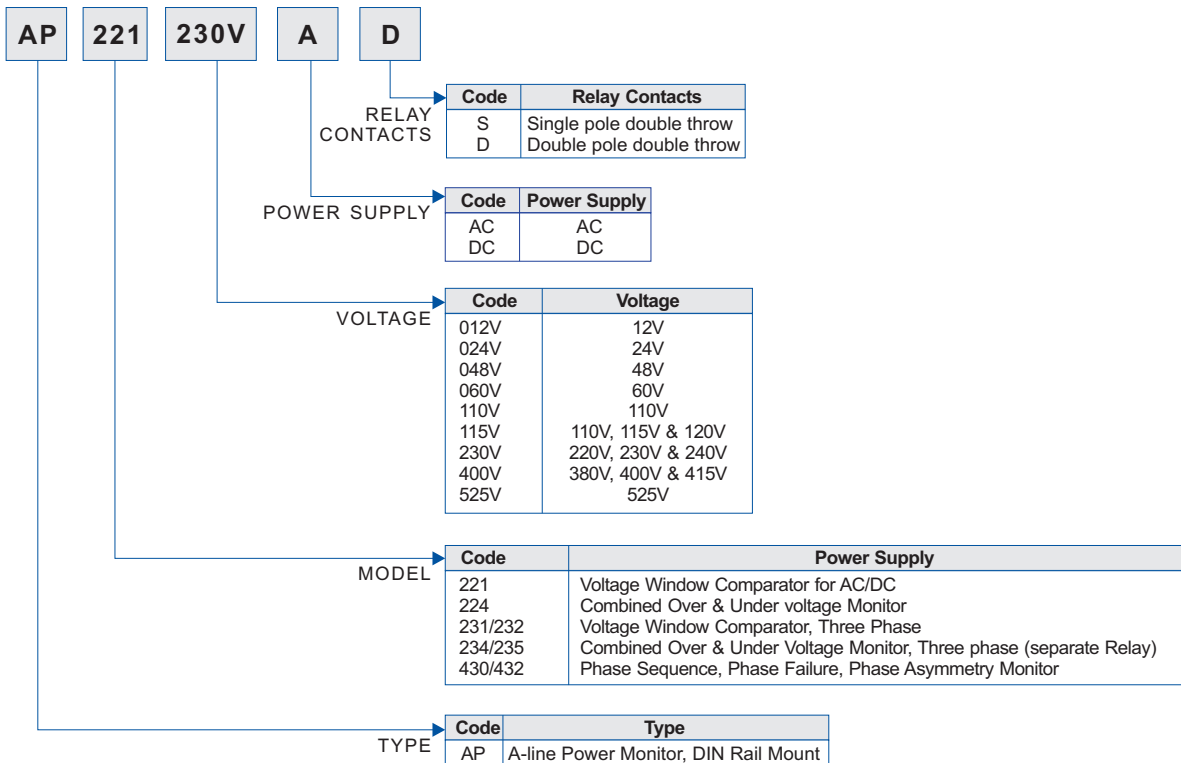 AP 221 230V A D
RELAY
CONTACTS
Code Relay Contacts
S Single pole double throw
D Double pole double throw
POWER SUPPLY
Code Power Supply
AC AC
DC DC
VOLTAGE
Code Voltage
012V 12V
024V 24V
048V 48V
060V 60V
110V 110V
115V 110V, 115V & 120V
230V 220V, 230V & 240V
400V 380V, 400V & 415V
525V 525V
MODEL
Code Power Supply
221 Voltage Window Comparator for AC/DC
224 Combined Over & Under voltage Monitor
231/232 Voltage Window Comparator, Three Phase
234/235 Combined Over & Under Voltage Monitor, Three phase (separate Relay)
430/432 Phase Sequence, Phase Failure, Phase Asymmetry Monitor
TYPE
Code Type
AP A-line Power Monitor, DIN Rail Mount